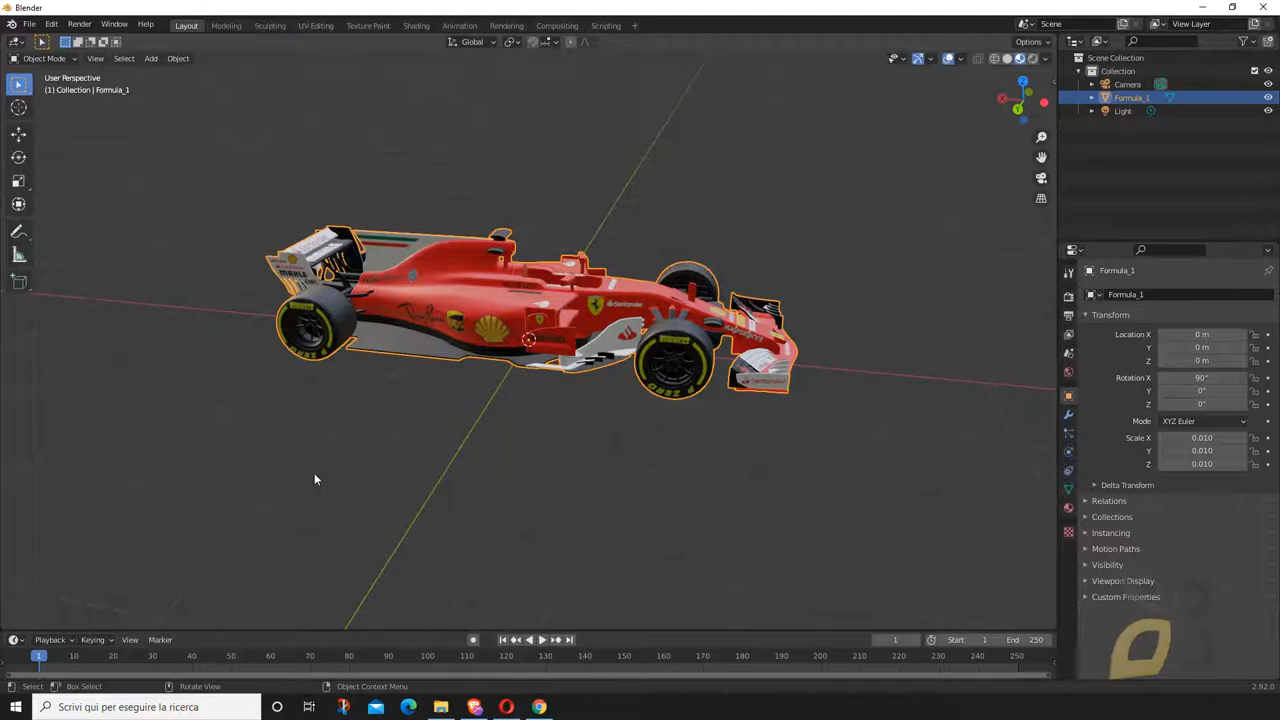 Blender
File Edit Render Window Help Layout Modeling Sculpting UV Editing Texture Paint Shading Animation Rendering Compositing Scripting + Scene View Layer
Global Options
Object Mode View Select Add Object
User Perspective
(1) Collection | Formula_1
Scene Collection
Collection
Camera
Formula_1
Light
Z
X
Y
MAHLE
Santander
Santander
PIRELLI
P ZERO
Formula_1
Formula_1
Transform
Location X 0 m
Y 0 m
Z 0 m
Rotation X 90°
Y 0°
Z 0°
Mode XYZ Euler
Scale X 0.010
Y 0.010
Z 0.010
Delta Transform
Relations
Collections
Instancing
Motion Paths
Visibility
Viewport Display
Custom Properties
Playback Keying View Marker 1 Start 1 End 250
1 10 20 30 40 50 60 70 80 90 100 110 120 130 140 150 160 170 180 190 200 210 220 230 240 250
Select Box Select Rotate View Object Context Menu 2.92.0
Scrivi qui per eseguire la ricerca